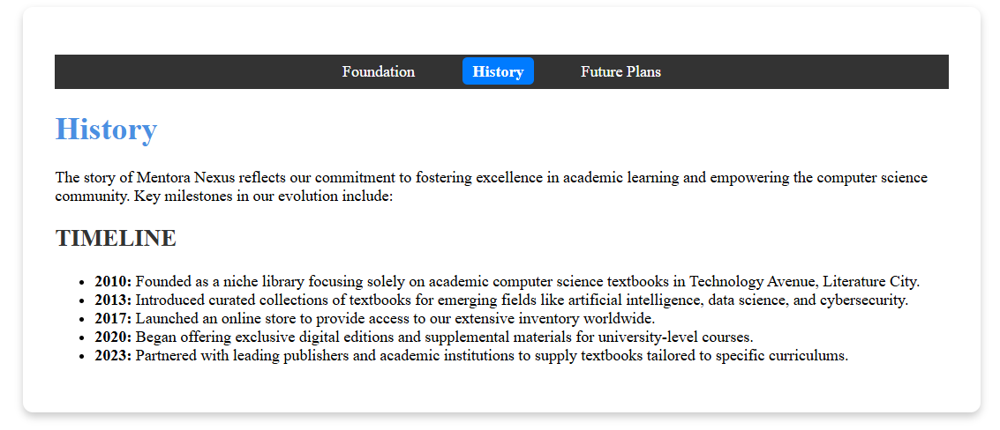 Foundation History Future Plans
History
The story of Mentora Nexus reflects our commitment to fostering excellence in academic learning and empowering the computer science
community. Key milestones in our evolution include:
TIMELINE
• 2010: Founded as a niche library focusing solely on academic computer science textbooks in Technology Avenue, Literature City.
• 2013: Introduced curated collections of textbooks for emerging fields like artificial intelligence, data science, and cybersecurity.
• 2017: Launched an online store to provide access to our extensive inventory worldwide.
• 2020: Began offering exclusive digital editions and supplemental materials for university-level courses.
• 2023: Partnered with leading publishers and academic institutions to supply textbooks tailored to specific curriculums.